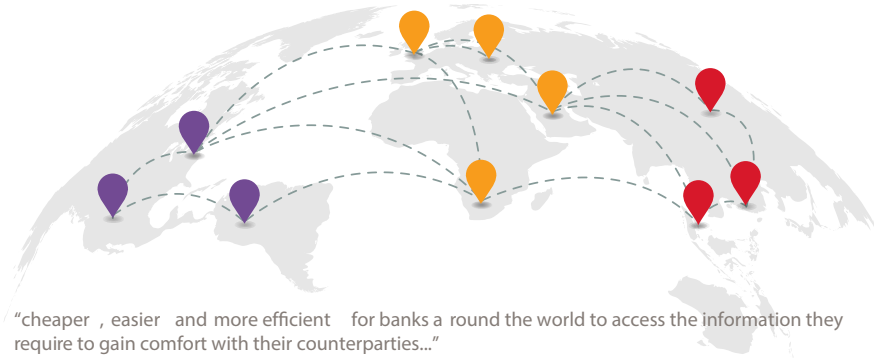 “cheaper , easier and more efficient for banks a round the world to access the information they
require to gain comfort with their counterparties...”